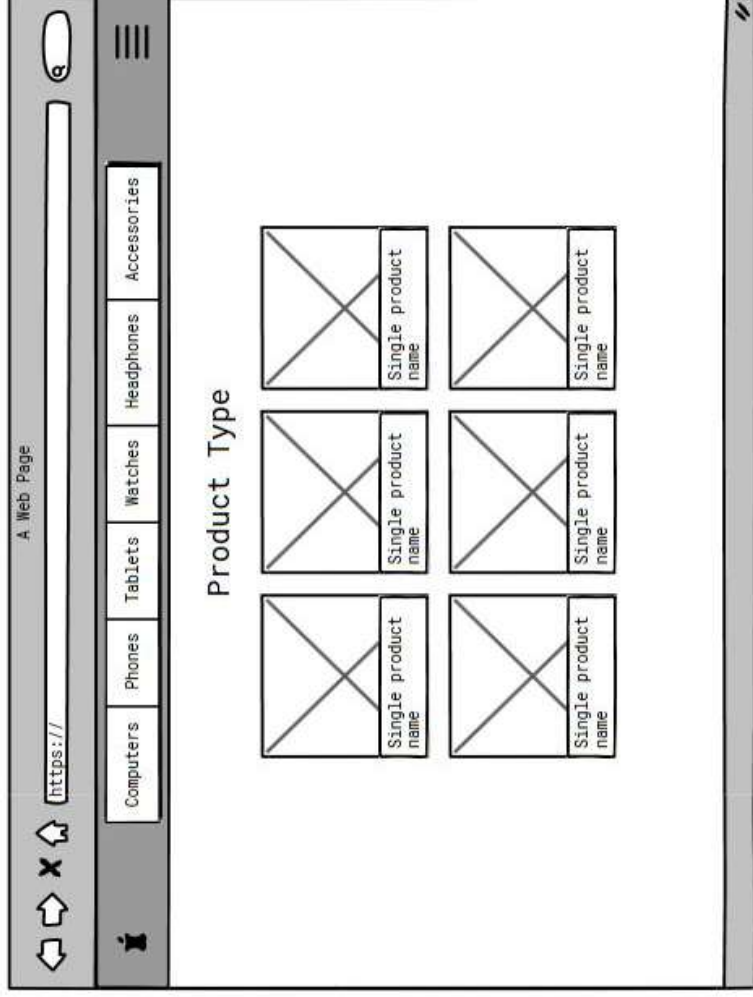 A Web Page
https://
Computers Phones Tablets Watches Headphones Accessories
Product Type
Single product
name
Single product
name
Single product
name
Single product
name
Single product
name
Single product
name